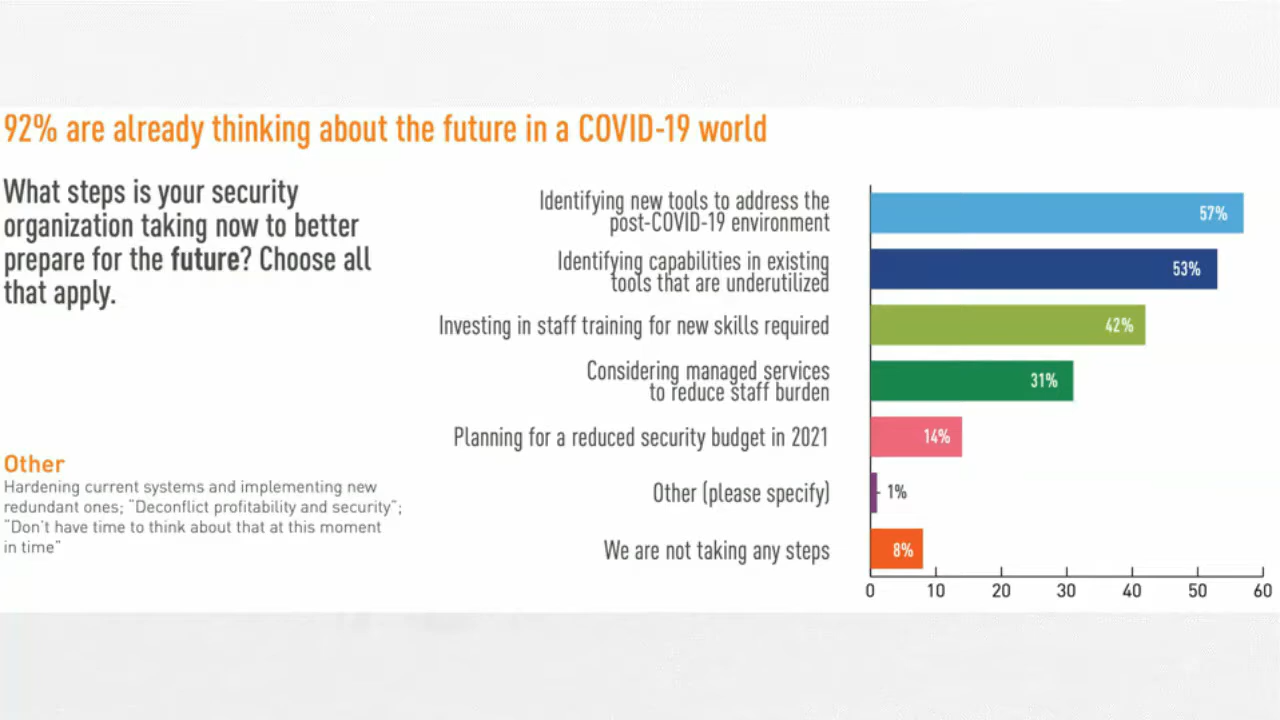 92% are already thinking about the future in a COVID-19 world
What steps is your security
organization taking now to better
prepare for the future? Choose all
that apply.
Other
Hardening current systems and implementing new
redundant ones; "Deconflict profitability and security";
"Don't have time to think about that at this moment
in time"
Identifying new tools to address the
post-COVID-19 environment
57%
Identifying capabilities in existing
tools that are underutilized
53%
Investing in staff training for new skills required
42%
Considering managed services
to reduce staff burden
31%
Planning for a reduced security budget in 2021
14%
Other (please specify)
1%
We are not taking any steps
8%
0 10 20 30 40 50 60